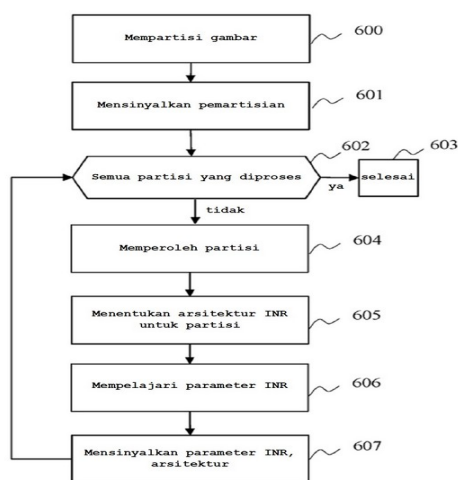 Mempartisi gambar
600
Mensinyalkan pemartisian
601
602
603
Semua partisi yang diproses
ya
selesai
tidak
Memperoleh partisi
604
Menentukan arsitektur INR
untuk partisi
605
Mempelajari parameter INR
606
Mensinyalkan parameter INR,
arsitektur
607